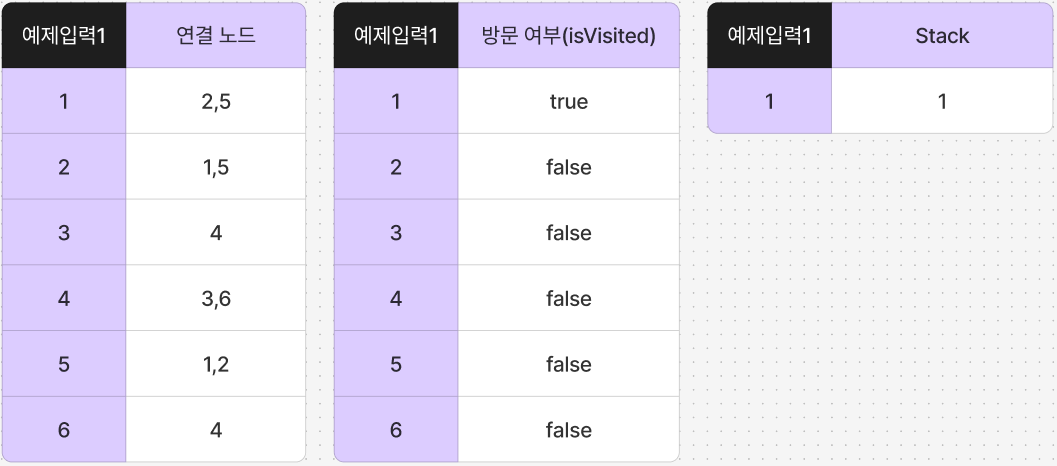 예제입력1 연결 노드
1 2,5
2 1,5
3 4
4 3,6
5 1,2
6 4
예제입력1 방문 여부(isVisited)
1 true
2 false
3 false
4 false
5 false
6 false
예제입력1 Stack
1 1